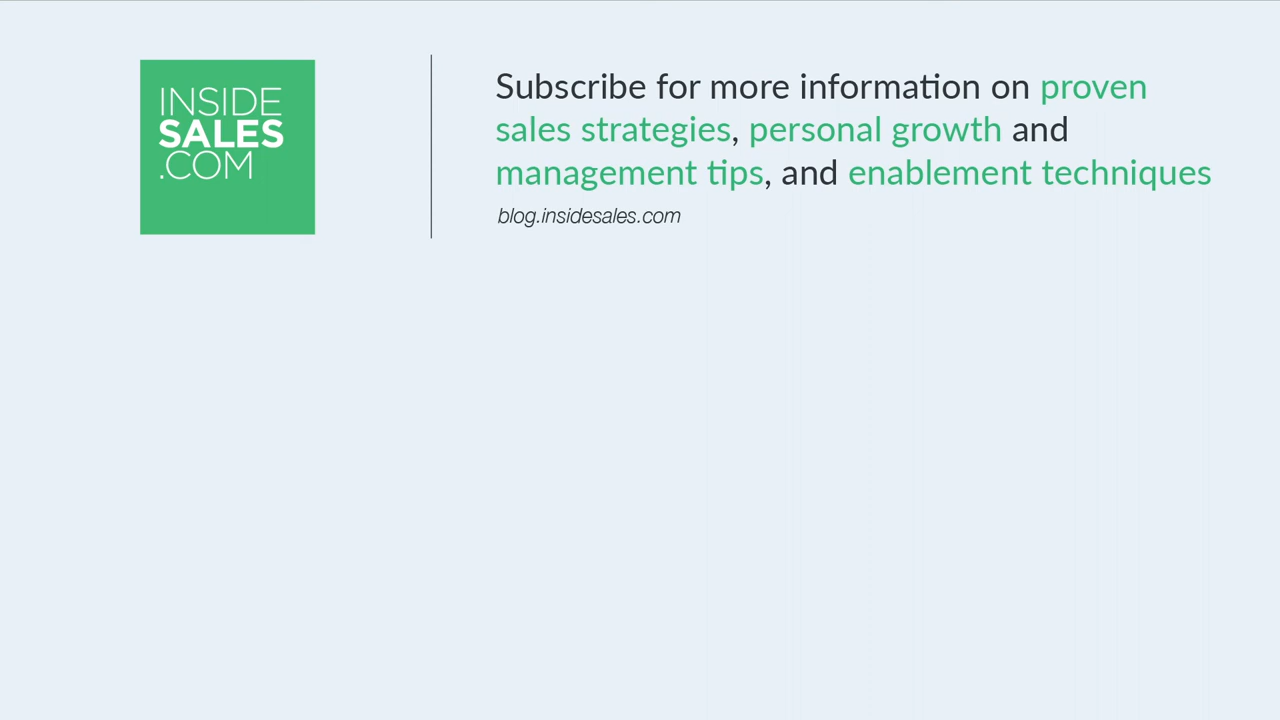 INSIDE
SALES
.COM
Subscribe for more information on proven
sales strategies, personal growth and
management tips, and enablement techniques
blog.insidesales.com